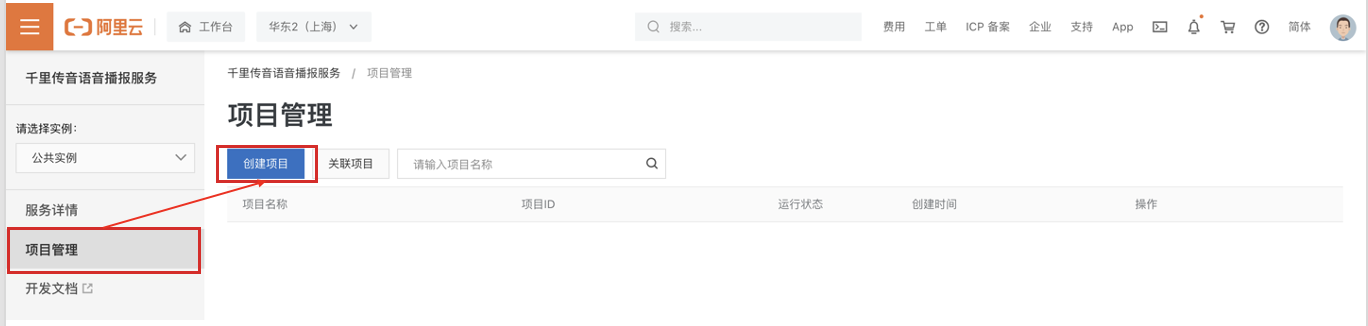 阿里云 工作台 华东2（上海） 搜索... 费用 工单 ICP 备案 企业 支持 App 简体
千里传音语音播报服务
请选择实例：
公共实例
服务详情
项目管理
开发文档
千里传音语音播报服务 / 项目管理
项目管理
创建项目 关联项目 请输入项目名称
项目名称 项目ID 运行状态 创建时间 操作